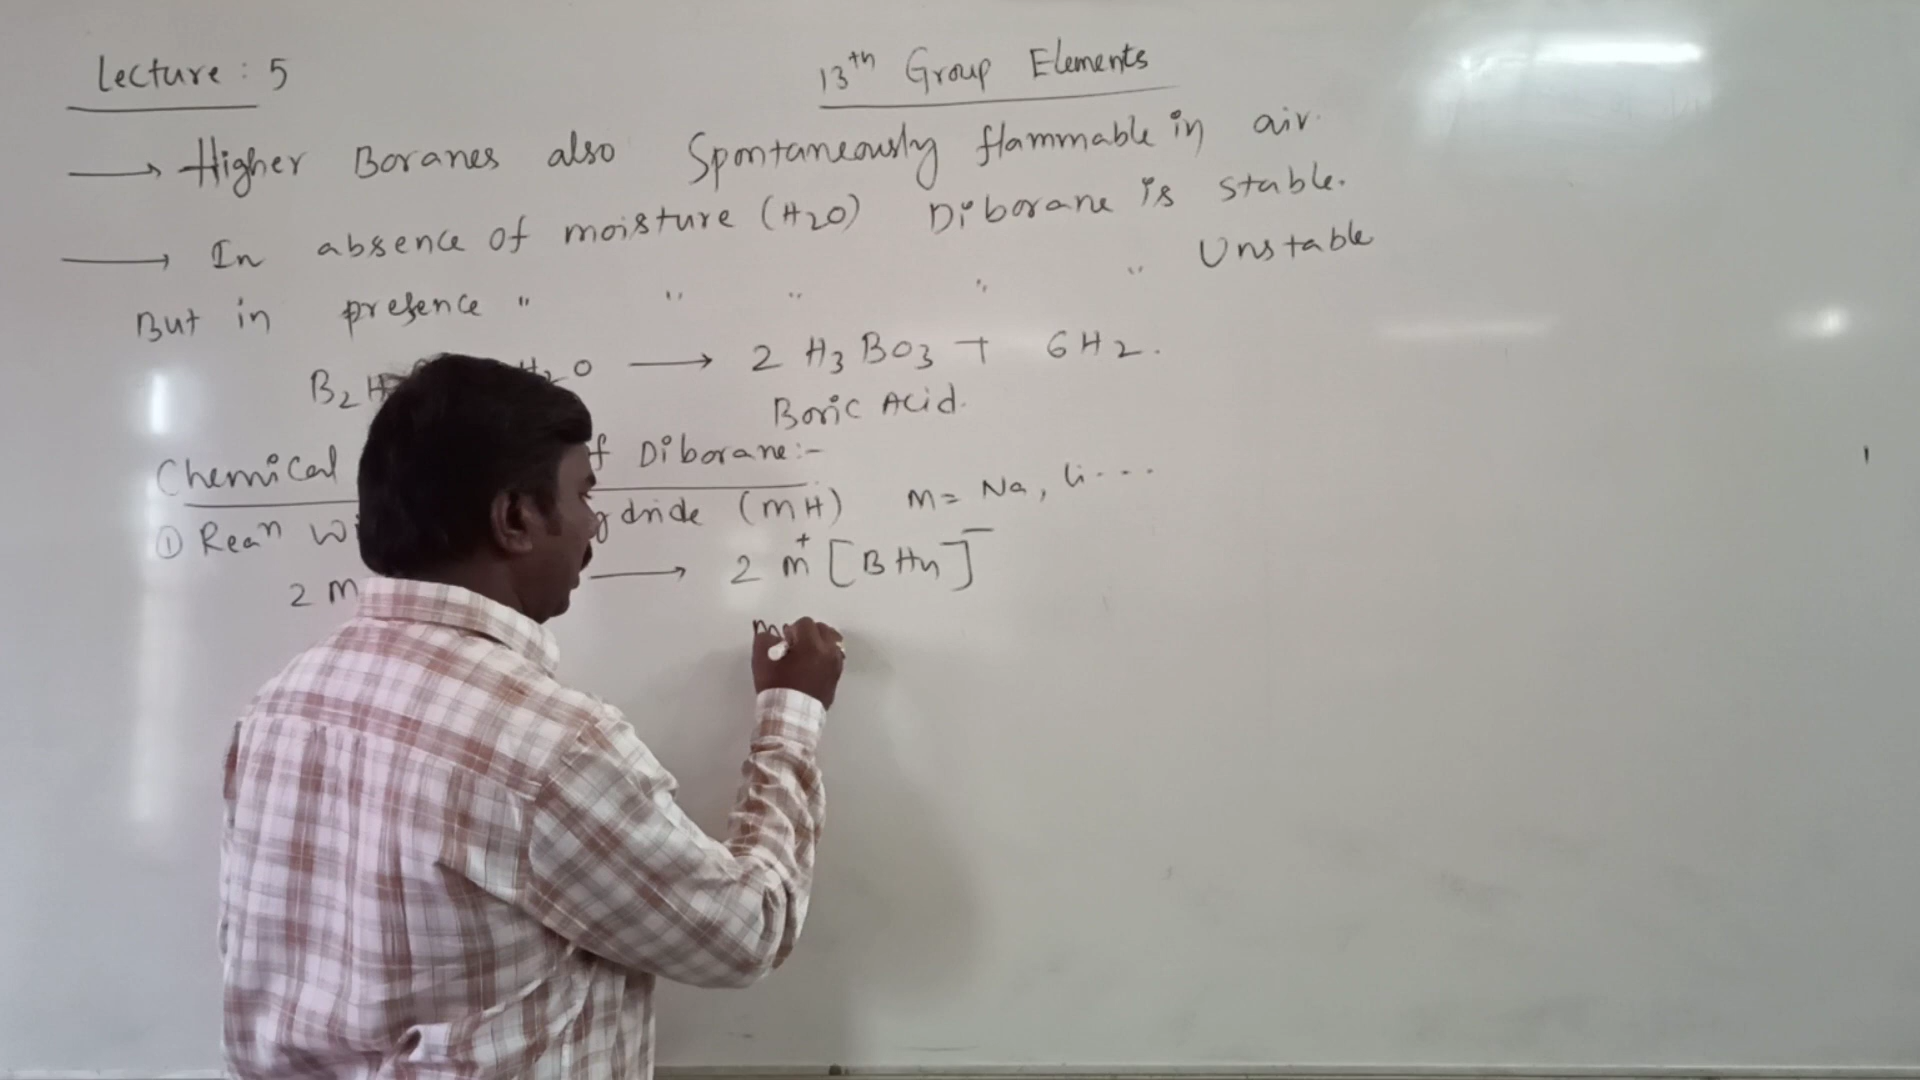 Lecture : 5
13th Group Elements
→ Higher Boranes also Spontaneously flammable in air.
→ In absence of moisture (H2O) Diborane is stable.
But in presence " " " " " Unstable
B2H H2O → 2 H3BO3 + 6H2.
Boric Acid.
Chemical of Diborane:-
① Rean (mH) m= Na, Li...
2 m → 2 m+ [BH4]-